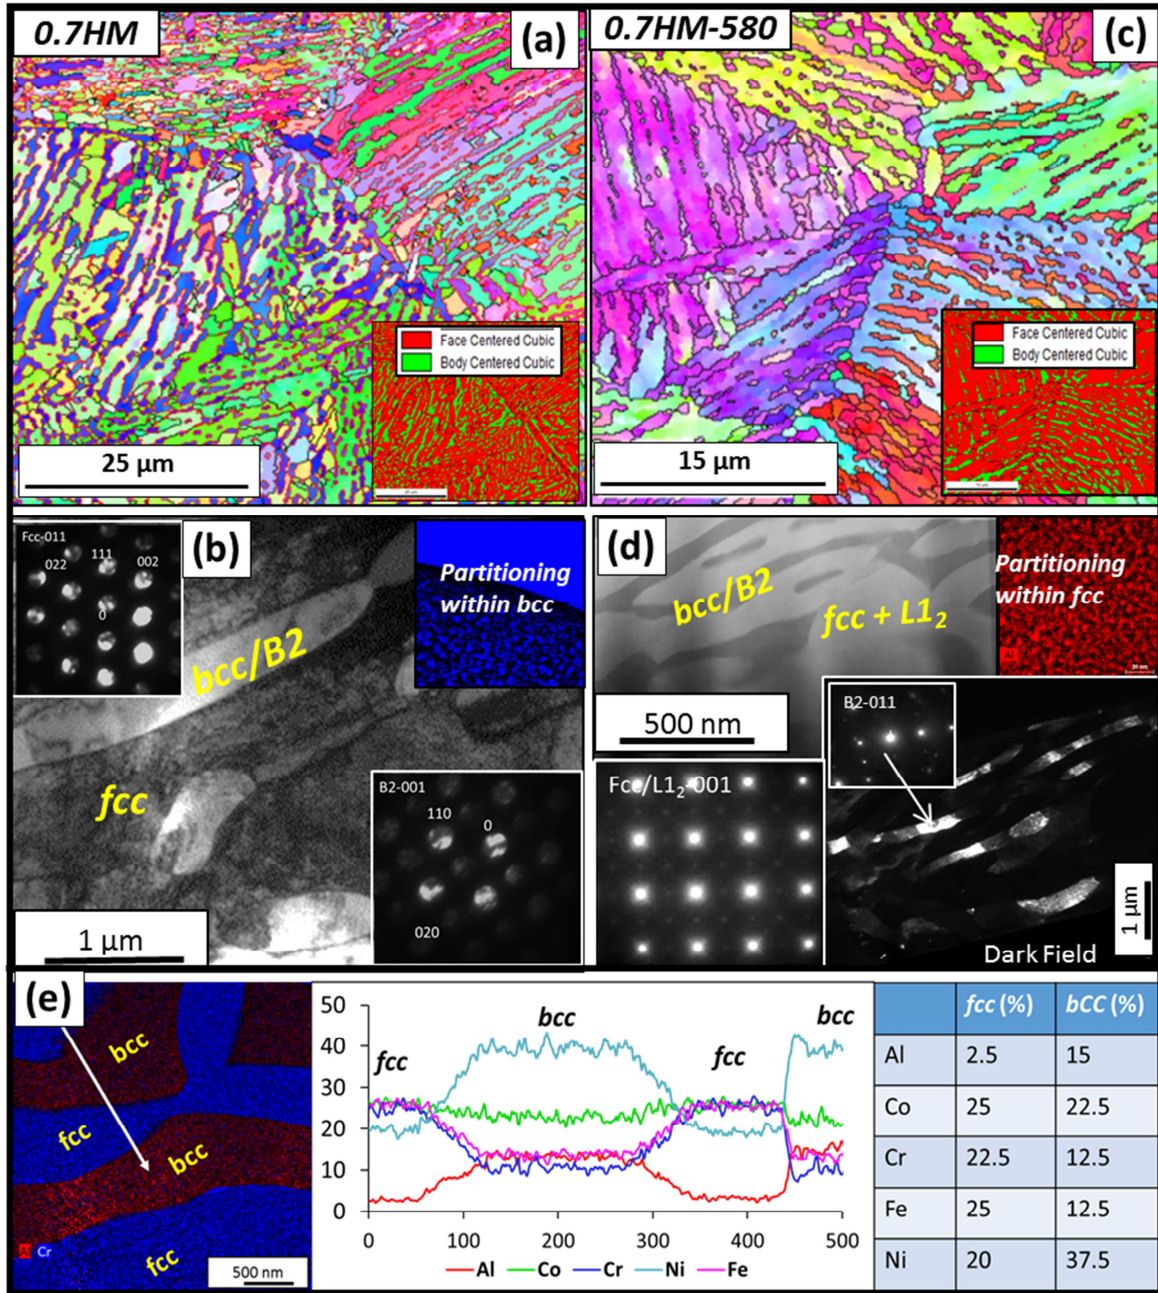 0.7HM
(a)
Face Centered Cubic
Body Centered Cubic
25 μm
0.7HM-580
(c)
Face Centered Cubic
Body Centered Cubic
15 μm
Fcc-011
022
111
002
0
(b)
Partitioning
within bcc
bcc/B2
fcc
B2-001
110
0
020
1 μm
(d)
bcc/B2
fcc + L1₂
Partitioning
within fcc
Al
500 nm
B2-011
Fcc/L1₂-001
1 μm
Dark Field
(e)
bcc
fcc
bcc
fcc
Cr
500 nm
50
40
30
20
10
0
fcc
bcc
fcc
bcc
0 100 200 300 400 500
Al Co Cr Ni Fe
fcc (%) bCC (%)
Al 2.5 15
Co 25 22.5
Cr 22.5 12.5
Fe 25 12.5
Ni 20 37.5